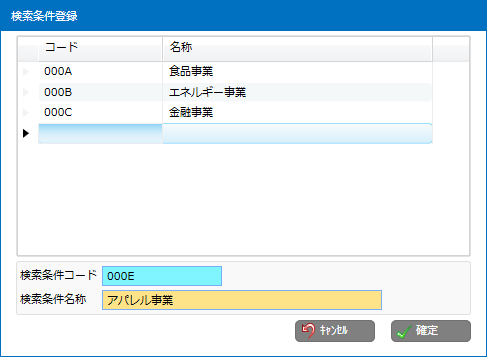 検索条件登録
コード 名称
000A 食品事業
000B エネルギー事業
000C 金融事業
検索条件コード 000E
検索条件名称 アパレル事業
ｷｬﾝｾﾙ 確定